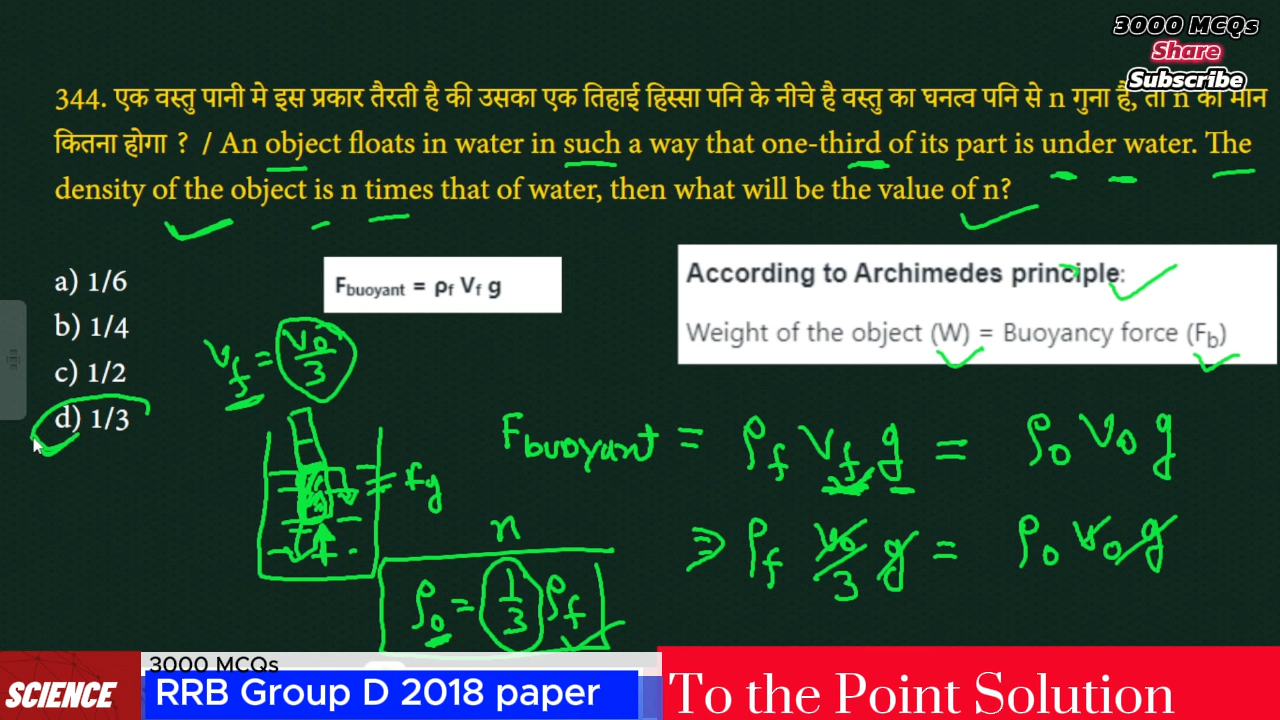 3000 MCQs
Share
Subscribe
344. एक वस्तु पानी मे इस प्रकार तैरती है की उसका एक तिहाई हिस्सा पनि के नीचे है वस्तु का घनत्व पनि से n गुना है, तो n का मान
कितना होगा ? / An object floats in water in such a way that one-third of its part is under water. The
density of the object is n times that of water, then what will be the value of n?
a) 1/6
b) 1/4
c) 1/2
d) 1/3
Fbuoyant = ρf Vf g
According to Archimedes principle:
Weight of the object (W) = Buoyancy force (Fb)
Vf = V0/3
Fbuoyant = ρf Vf g = ρ0 V0 g
n
⇒ ρf V0/3 g = ρ0 V0 g
ρ0 = 1/3 ρf
3000 MCQs
SCIENCE
RRB Group D 2018 paper
To the Point Solution